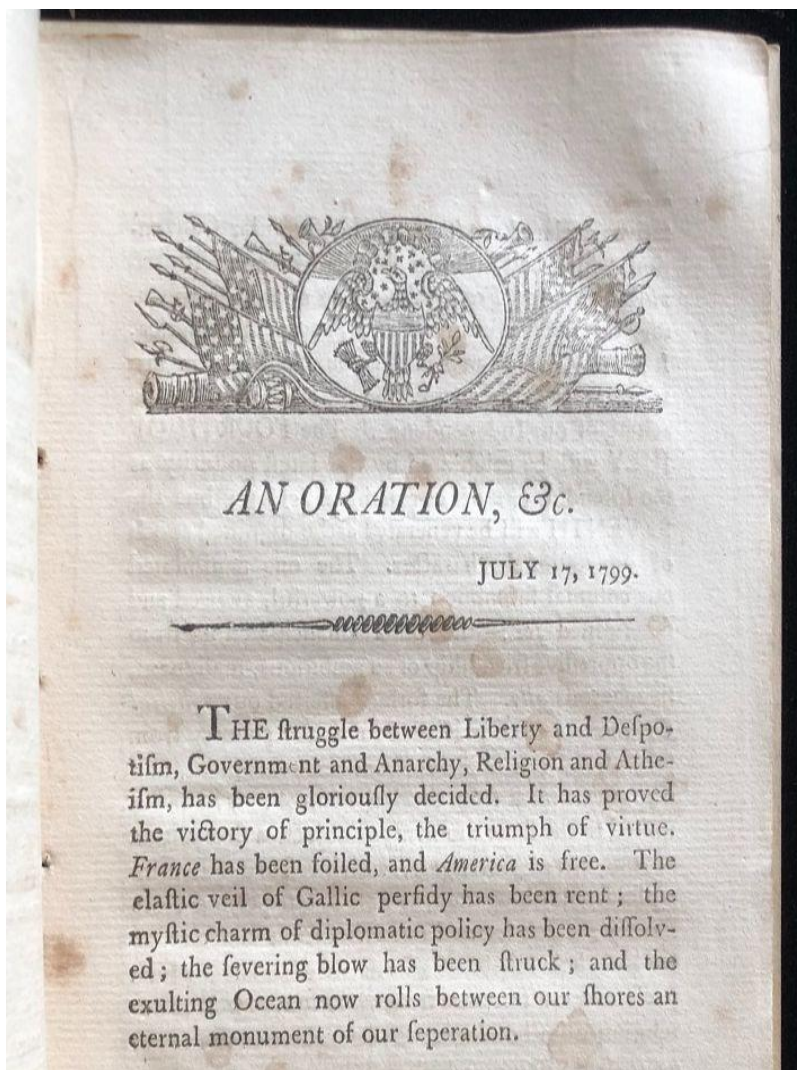 AN ORATION, &c.
JULY 17, 1799.
THE ſtruggle between Liberty and Deſpo-
tiſm, Government and Anarchy, Religion and Athe-
iſm, has been gloriouſly decided. It has proved
the victory of principle, the triumph of virtue.
France has been foiled, and America is free. The
elaſtic veil of Gallic perfidy has been rent ; the
myſtic charm of diplomatic policy has been diſſolv-
ed ; the ſevering blow has been ſtruck ; and the
exulting Ocean now rolls between our ſhores an
eternal monument of our ſeperation.